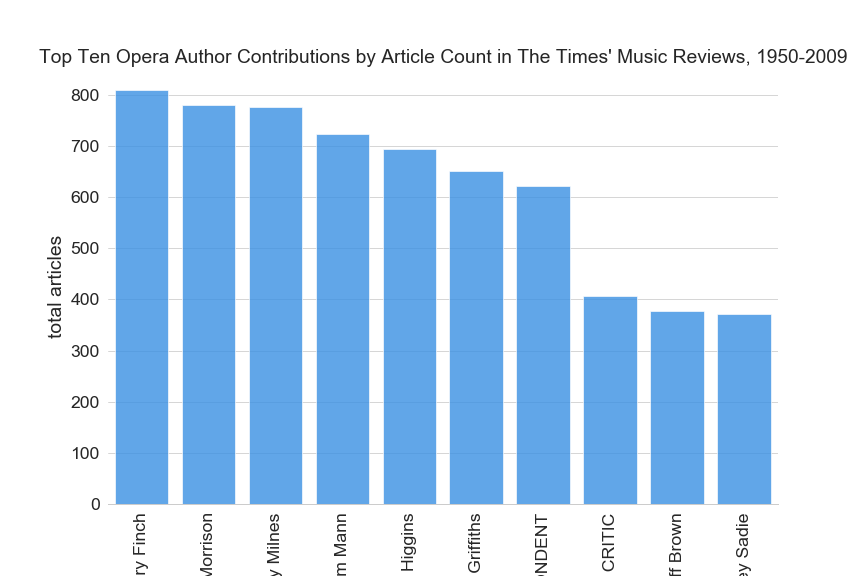 Top Ten Opera Author Contributions by Article Count in The Times' Music Reviews, 1950-2009
total articles
800
700
600
500
400
300
200
100
0
ry Finch
Morrison
y Milnes
m Mann
Higgins
Griffiths
ONDENT
CRITIC
ff Brown
ey Sadie